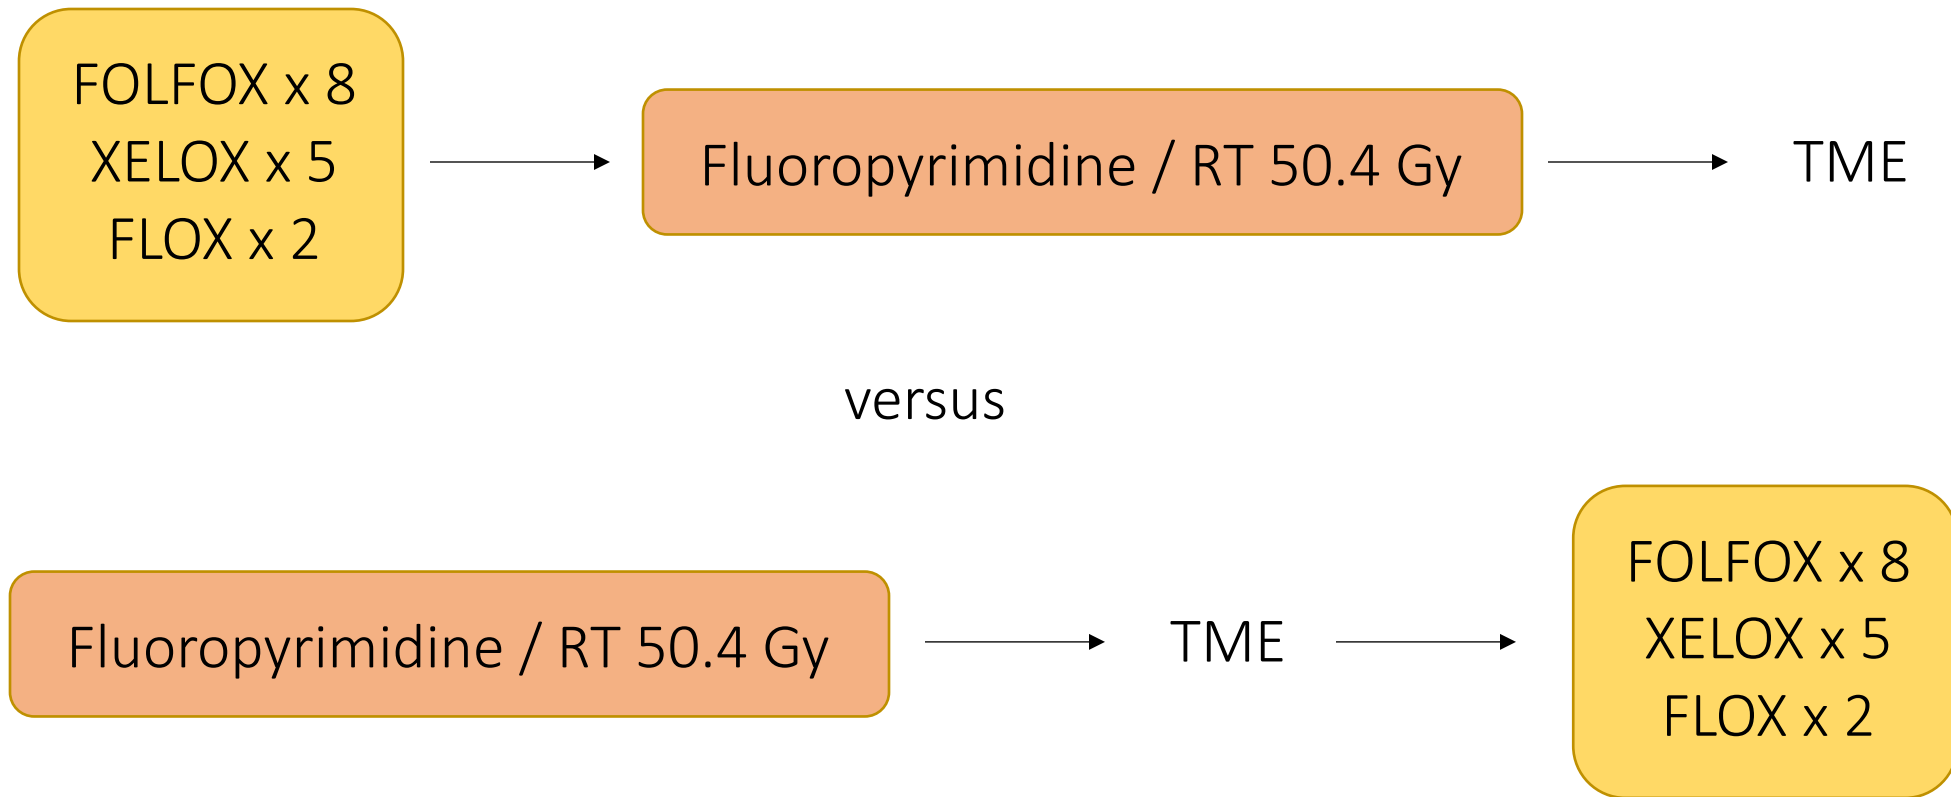 FOLFOX x 8
XELOX x 5
FLOX x 2
Fluoropyrimidine / RT 50.4 Gy
TME
versus
Fluoropyrimidine / RT 50.4 Gy
TME
FOLFOX x 8
XELOX x 5
FLOX x 2